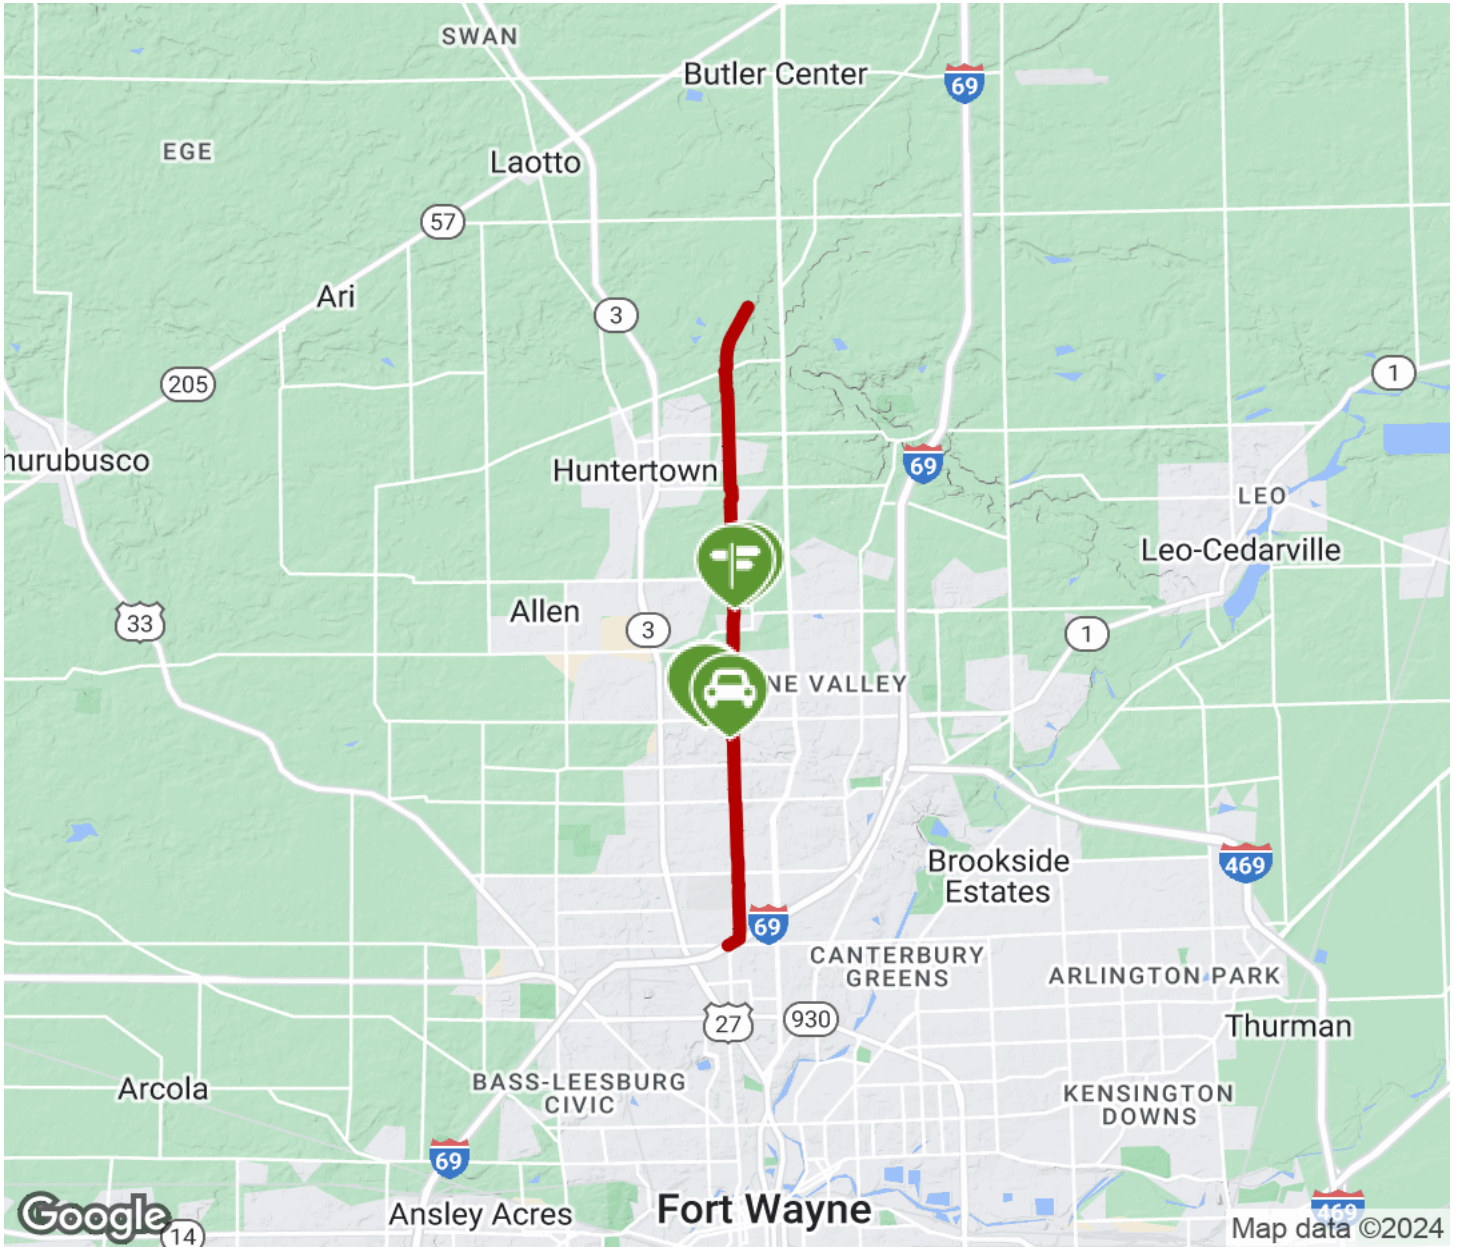 SWAN
Butler Center
69
EGE
Laotto
57
Ari
3
205
1
hurubusco
Huntertown
69
LEO
Leo-Cedarville
Allen
33
3
1
NE VALLEY
Brookside
Estates
469
69
CANTERBURY
GREENS
ARLINGTON PARK
27
930
Thurman
Arcola
BASS-LEESBURG
CIVIC
KENSINGTON
DOWNS
69
Ansley Acres
Fort Wayne
469
Google
14
Map data ©2024